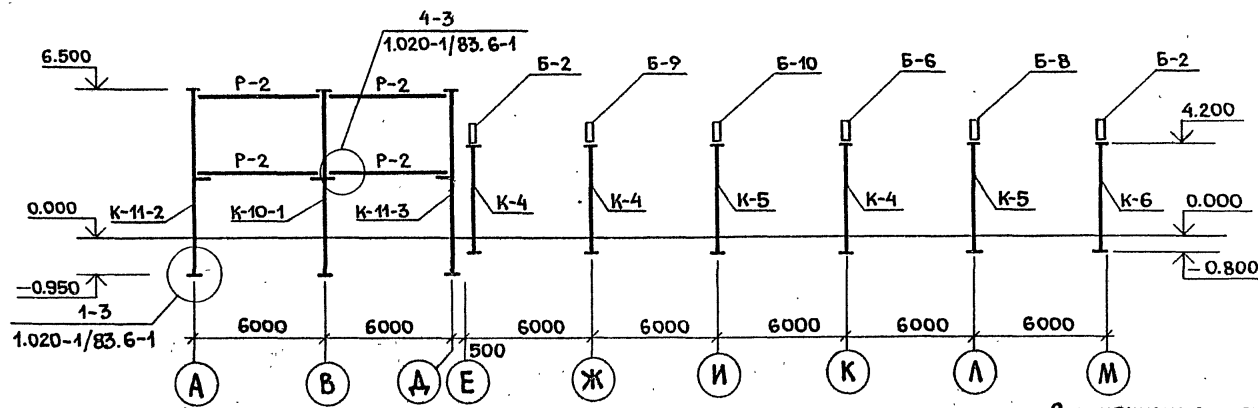 4-3
1.020-1/83.6-1
6.500
Р-2
Р-2
Б-2
Б-9
Б-10
Б-6
Б-8
Б-2
4.200
Р-2
Р-2
К-11-2
К-10-1
К-11-3
К-4
К-4
К-5
К-4
К-5
К-6
0.000
0.000
-0.950
-0.800
1-3
1.020-1/83.6-1
6000
6000
500
6000
6000
6000
6000
6000
А
В
Д
Е
Ж
И
К
Л
М